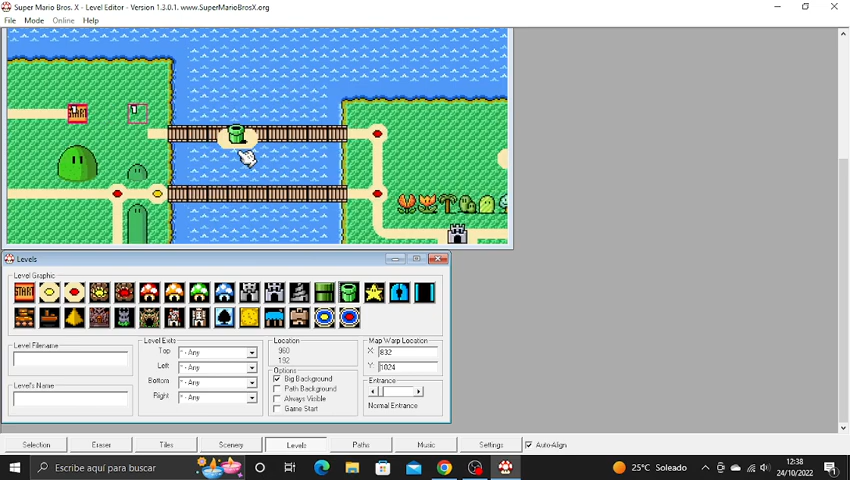 Super Mario Bros. X - Level Editor - Version 1.3.0.1. www.SuperMarioBrosX.org
File Mode Online Help
START
Levels
Level Graphic
START
Level Filename
Level's Name
Level Exits
Top * - Any
Left * - Any
Bottom * - Any
Right * - Any
Location
960
192
Options
Big Background
Path Background
Always Visible
Game Start
Map Warp Location
X: 832
Y: 1024
Entrance
Normal Entrance
Selection Eraser Tiles Scenery Levels Paths Music Settings Auto-Align
Escribe aquí para buscar
25°C Soleado
12:38
24/10/2022
1